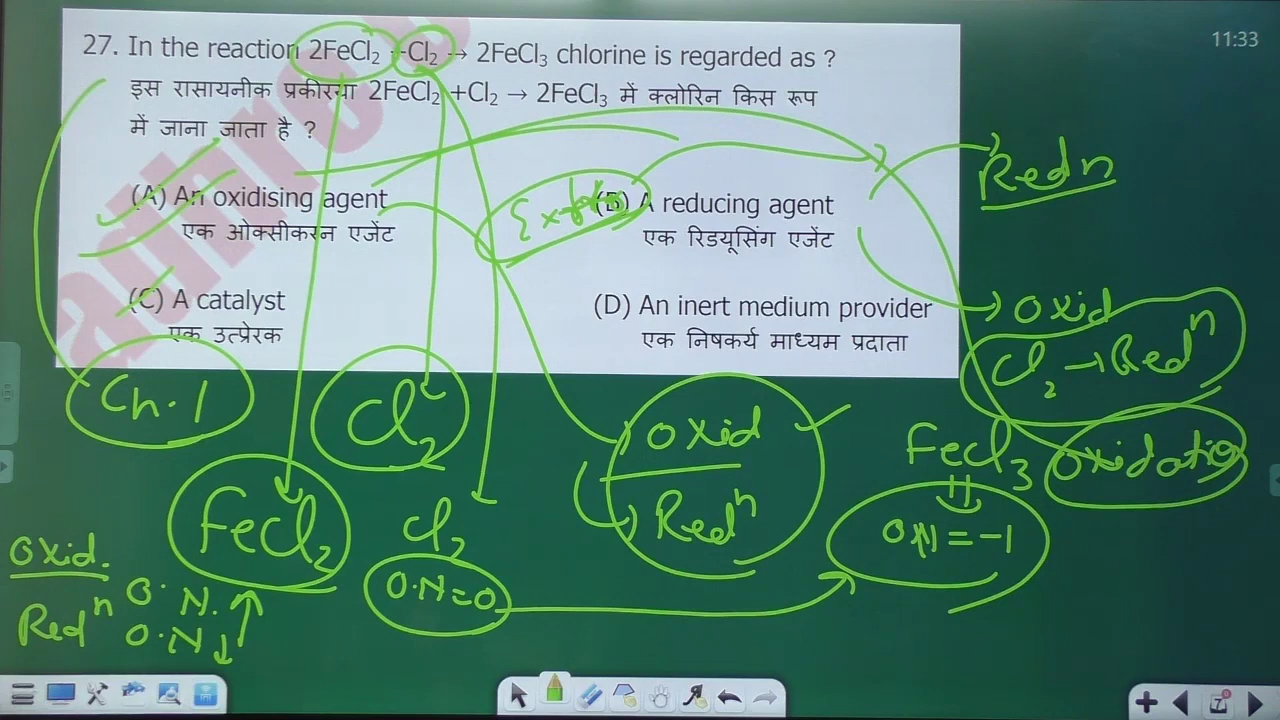 11:33
27. In the reaction 2FeCl₂ + Cl₂ → 2FeCl₃ chlorine is regarded as ?
इस रासायनीक प्रकीरया 2FeCl₂ +Cl₂ → 2FeCl₃ में क्लोरिन किस रूप
में जाना जाता है ?
(A) An oxidising agent
एक ओक्सीकरन एजेंट
(B) A reducing agent
एक रिडयूसिंग एजेंट
(C) A catalyst
एक उत्प्रेरक
(D) An inert medium provider
एक निषकर्य माध्यम प्रदाता
Redn
oxid
Cl₂ → Redⁿ
Ch.1
Cl₂
oxid
Redⁿ
FeCl₃
oxidation
FeCl₂
Cl₂
O.N=0
= -1
oxid.
O.N. ↑
Redⁿ O.N ↓